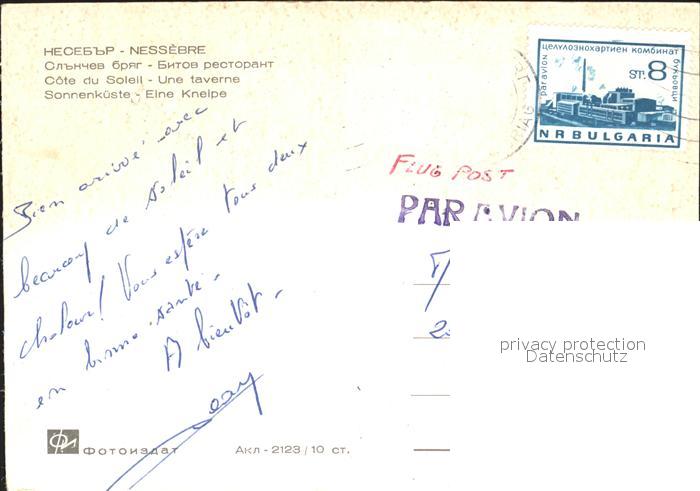 НЕСЕБЪР - NESSÈBRE
Слънчев бряг - Битов ресторант
Côte du Soleil - Une taverne
Sonnenküste - Eine Kneipe
Bien arrivé avec
beaucoup de soleil et
chaleur! Vous espère tous deux
en bonne santé.
A bientôt -
Jean
Фотоиздат
Акл - 2123 / 10 ст.
целулознохартиен комбинат
par avion
ST. 8
NR BULGARIA
FLUG POST
PAR AVION
privacy protection
Datenschutz